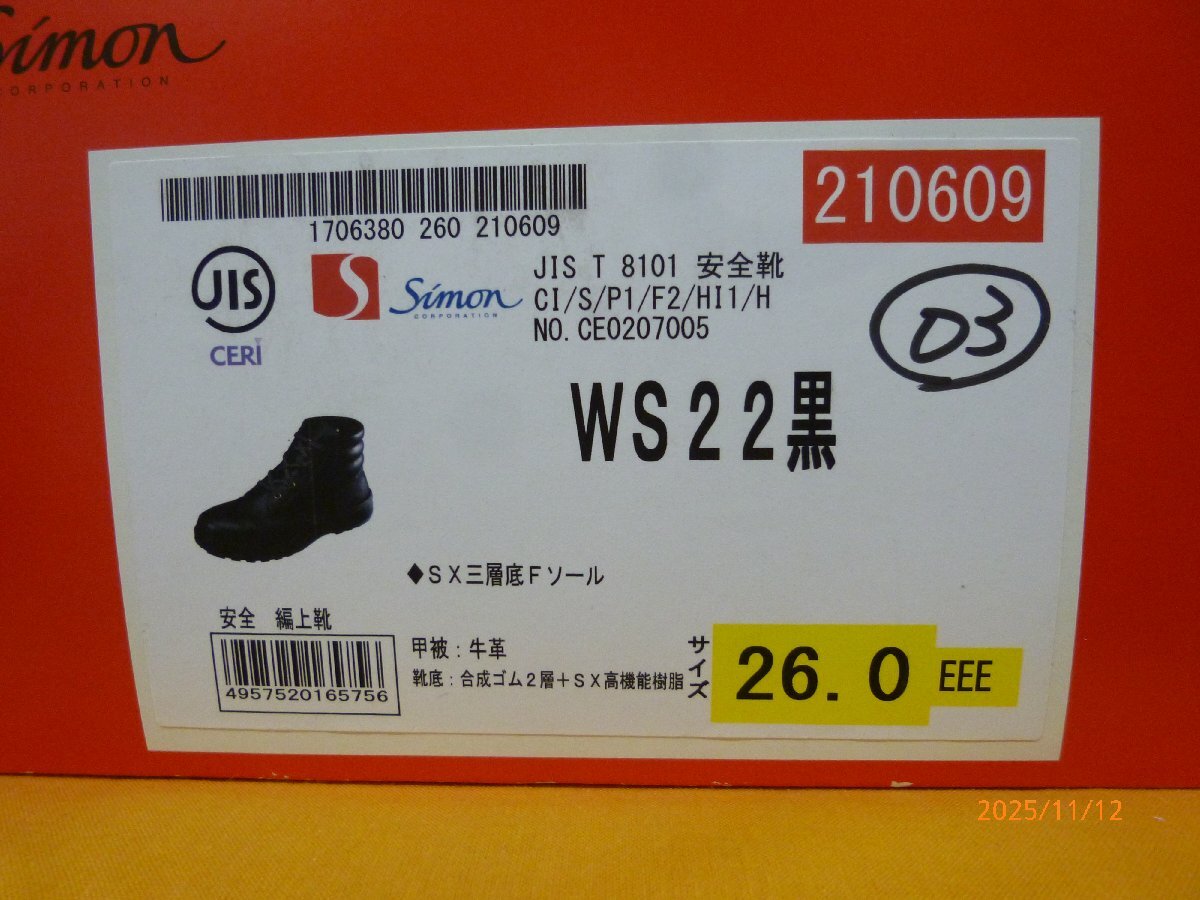 Simon
CORPORATION
210609
1706380 260 210609
JIS
CERI
Simon
CORPORATION
JIS T 8101 安全靴
CI/S/P1/F2/HI1/H
NO.CE0207005
03
WS22黒
◆SX三層底Fソール
安全 編上靴
4957520165756
甲被:牛革
靴底:合成ゴム2層+SX高機能樹脂
サイズ
26.0
EEE
2025/11/12